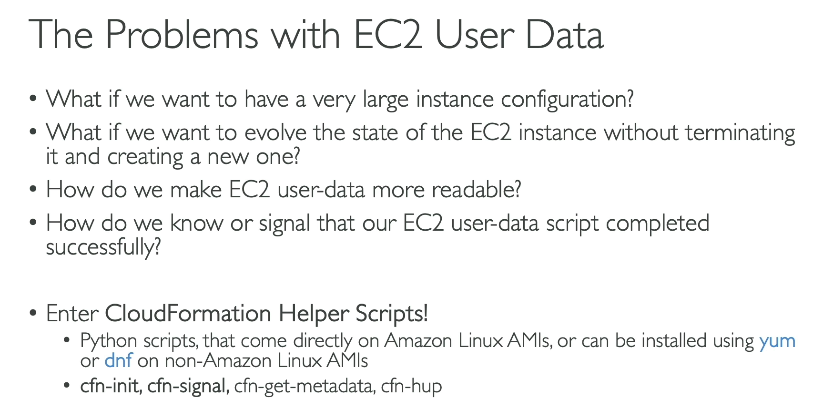 The Problems with EC2 User Data
• What if we want to have a very large instance configuration?
• What if we want to evolve the state of the EC2 instance without terminating
it and creating a new one?
• How do we make EC2 user-data more readable?
• How do we know or signal that our EC2 user-data script completed
successfully?
• Enter CloudFormation Helper Scripts!
• Python scripts, that come directly on Amazon Linux AMIs, or can be installed using yum
or dnf on non-Amazon Linux AMIs
• cfn-init, cfn-signal, cfn-get-metadata, cfn-hup